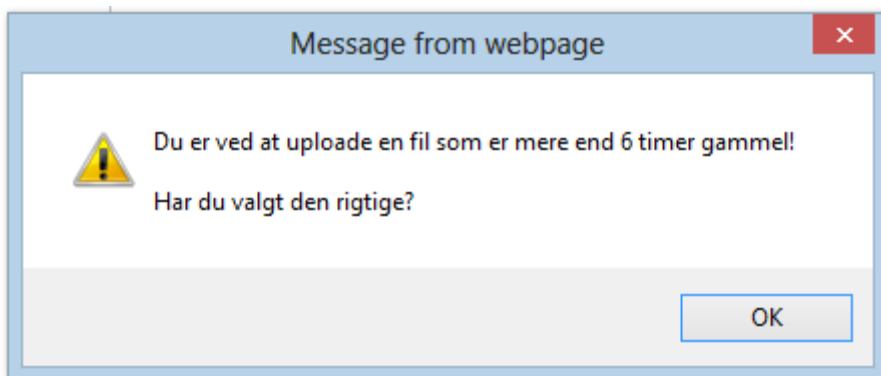 Message from webpage
Du er ved at uploade en fil som er mere end 6 timer gammel!
Har du valgt den rigtige?
OK